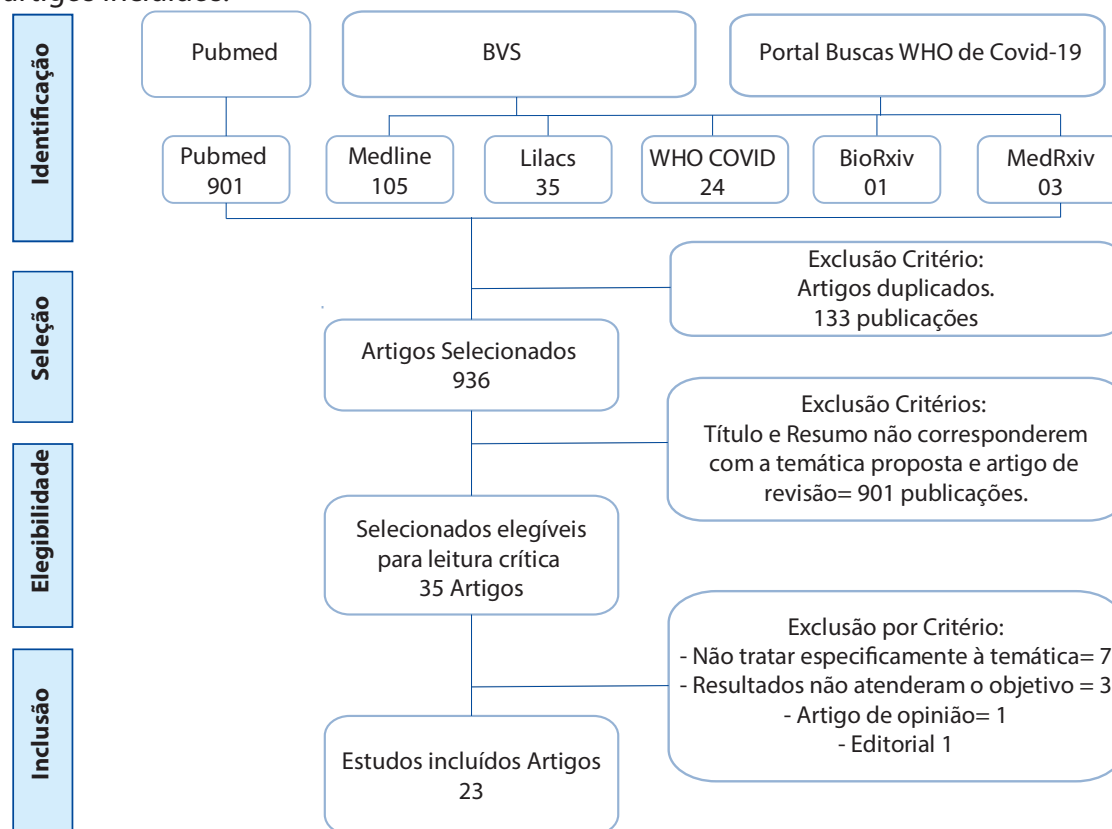 artigos incluídos.
Identificação
Pubmed
BVS
Portal Buscas WHO de Covid-19
Pubmed
901
Medline
105
Lilacs
35
WHO COVID
24
BioRxiv
01
MedRxiv
03
Seleção
Exclusão Critério:
Artigos duplicados.
133 publicações
Artigos Selecionados
936
Elegibilidade
Exclusão Critérios:
Título e Resumo não corresponderem
com a temática proposta e artigo de
revisão= 901 publicações.
Selecionados elegíveis
para leitura crítica
35 Artigos
Inclusão
Exclusão por Critério:
- Não tratar especificamente à temática= 7
- Resultados não atenderam o objetivo = 3
- Artigo de opinião= 1
- Editorial 1
Estudos incluídos Artigos
23